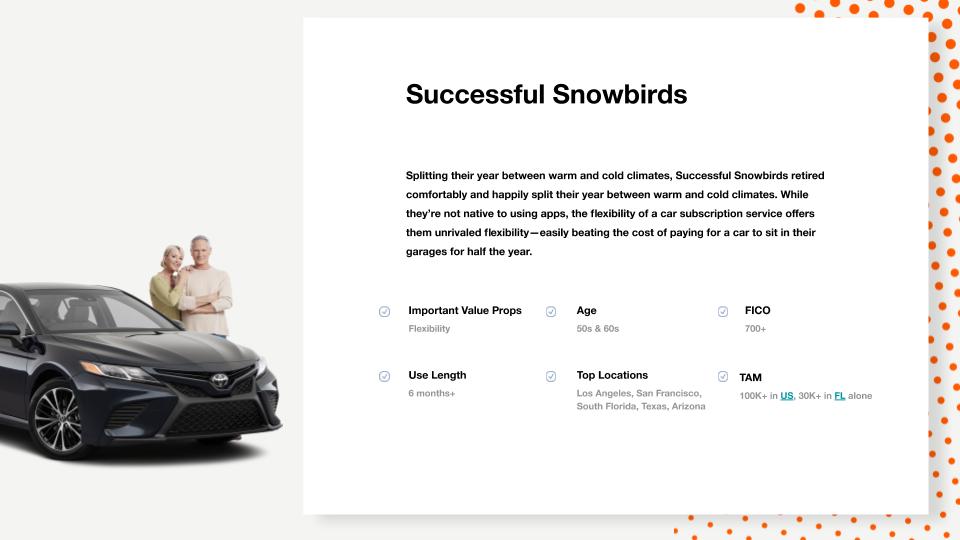 Successful Snowbirds
Splitting their year between warm and cold climates, Successful Snowbirds retired
comfortably and happily split their year between warm and cold climates. While
they're not native to using apps, the flexibility of a car subscription service offers
them unrivaled flexibility—easily beating the cost of paying for a car to sit in their
garages for half the year.
Important Value Props
Flexibility
Age
50s & 60s
FICO
700+
Use Length
6 months+
Top Locations
Los Angeles, San Francisco,
South Florida, Texas, Arizona
TAM
100K+ in US, 30K+ in FL alone